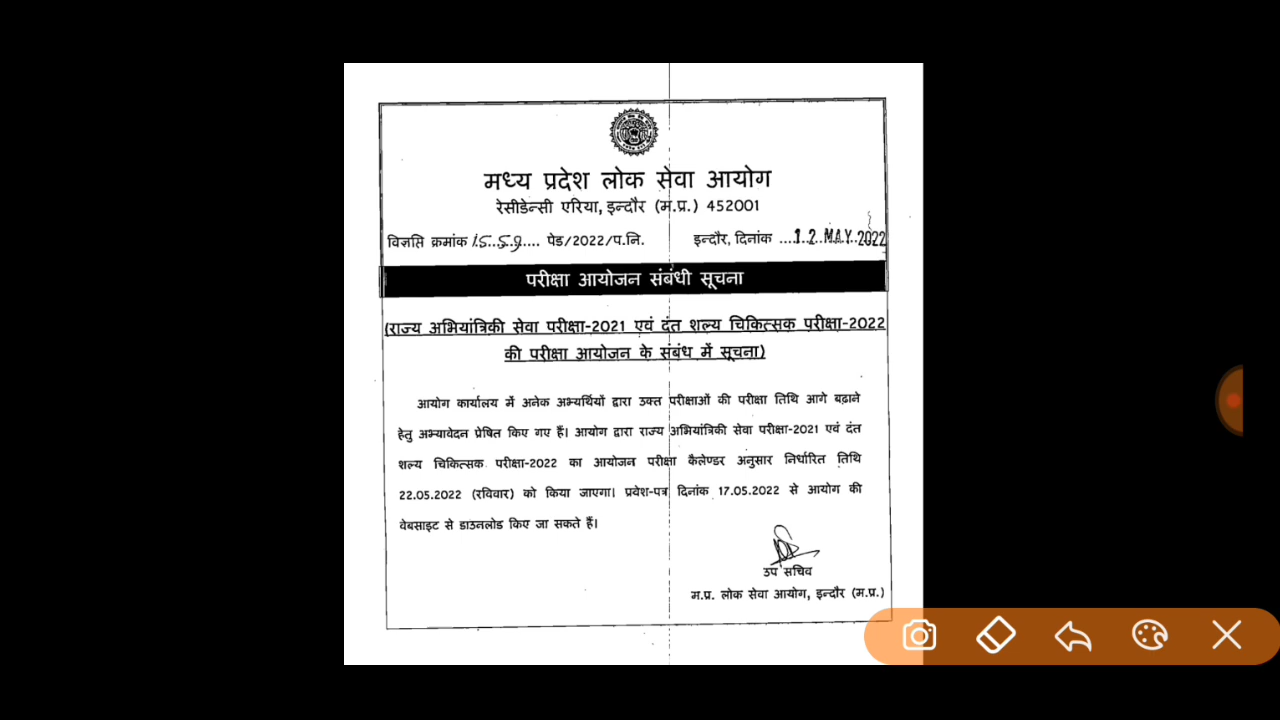 मध्य प्रदेश लोक सेवा आयोग
रेसीडेन्सी एरिया, इन्दौर (म.प्र.) 452001
विज्ञप्ति क्रमांक 15..59.... पेड/2022/प.नि. इन्दौर, दिनांक ....12..MAY..2022
परीक्षा आयोजन संबंधी सूचना
(राज्य अभियांत्रिकी सेवा परीक्षा-2021 एवं दंत शल्य चिकित्सक परीक्षा-2022
की परीक्षा आयोजन के संबंध में सूचना)
आयोग कार्यालय में अनेक अभ्यर्थियों द्वारा उक्त परीक्षाओं की परीक्षा तिथि आगे बढ़ाने
हेतु अभ्यावेदन प्रेषित किए गए हैं। आयोग द्वारा राज्य अभियांत्रिकी सेवा परीक्षा-2021 एवं दंत
शल्य चिकित्सक परीक्षा-2022 का आयोजन परीक्षा कैलेण्डर अनुसार निर्धारित तिथि
22.05.2022 (रविवार) को किया जाएगा। प्रवेश-पत्र दिनांक 17.05.2022 से आयोग की
वेबसाइट से डाउनलोड किए जा सकते हैं।
उप सचिव
म.प्र. लोक सेवा आयोग, इन्दौर (म.प्र.)